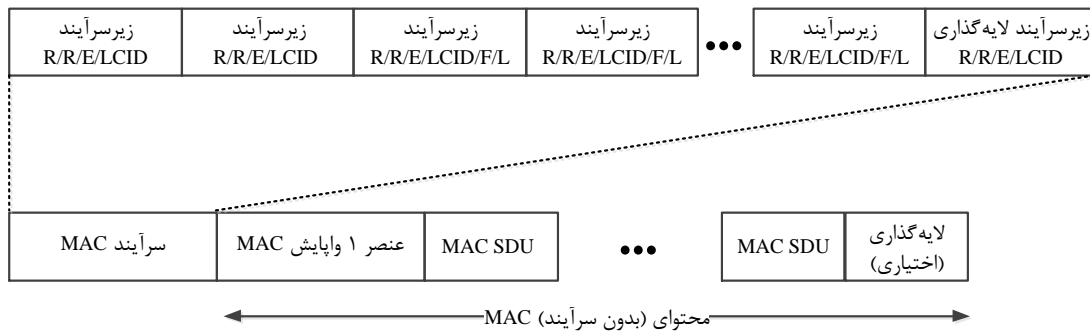 زیرسرآیند
R/R/E/LCID
زیرسرآیند
R/R/E/LCID
زیرسرآیند
R/R/E/LCID/F/L
زیرسرآیند
R/R/E/LCID/F/L
•••
زیرسرآیند
R/R/E/LCID/F/L
زیرسرآیند لایه‌گذاری
R/R/E/LCID
سرآیند MAC
عنصر ۱ واپایش MAC
MAC SDU
•••
MAC SDU
لایه‌گذاری
(اختیاری)
محتوای (بدون سرآیند) MAC